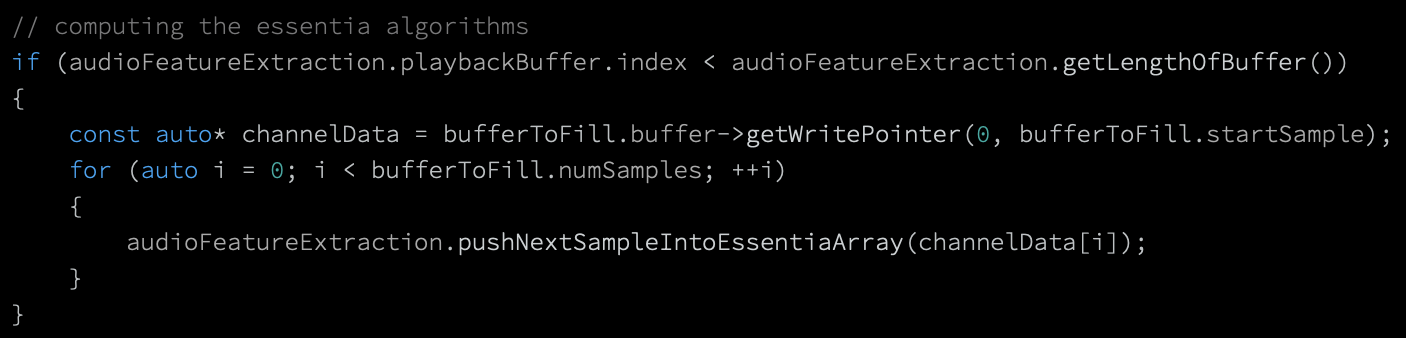 // computing the essentia algorithms
if (audioFeatureExtraction.playbackBuffer.index < audioFeatureExtraction.getLengthOfBuffer())
{
    const auto* channelData = bufferToFill.buffer->getWritePointer(0, bufferToFill.startSample);
    for (auto i = 0; i < bufferToFill.numSamples; ++i)
    {
        audioFeatureExtraction.pushNextSampleIntoEssentiaArray(channelData[i]);
    }
}